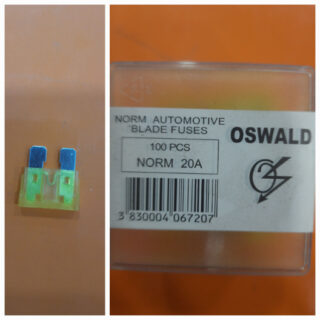 NORM AUTOMOTIVE
BLADE FUSES
OSWALD
100 PCS
NORM 20A
3 830004 067207